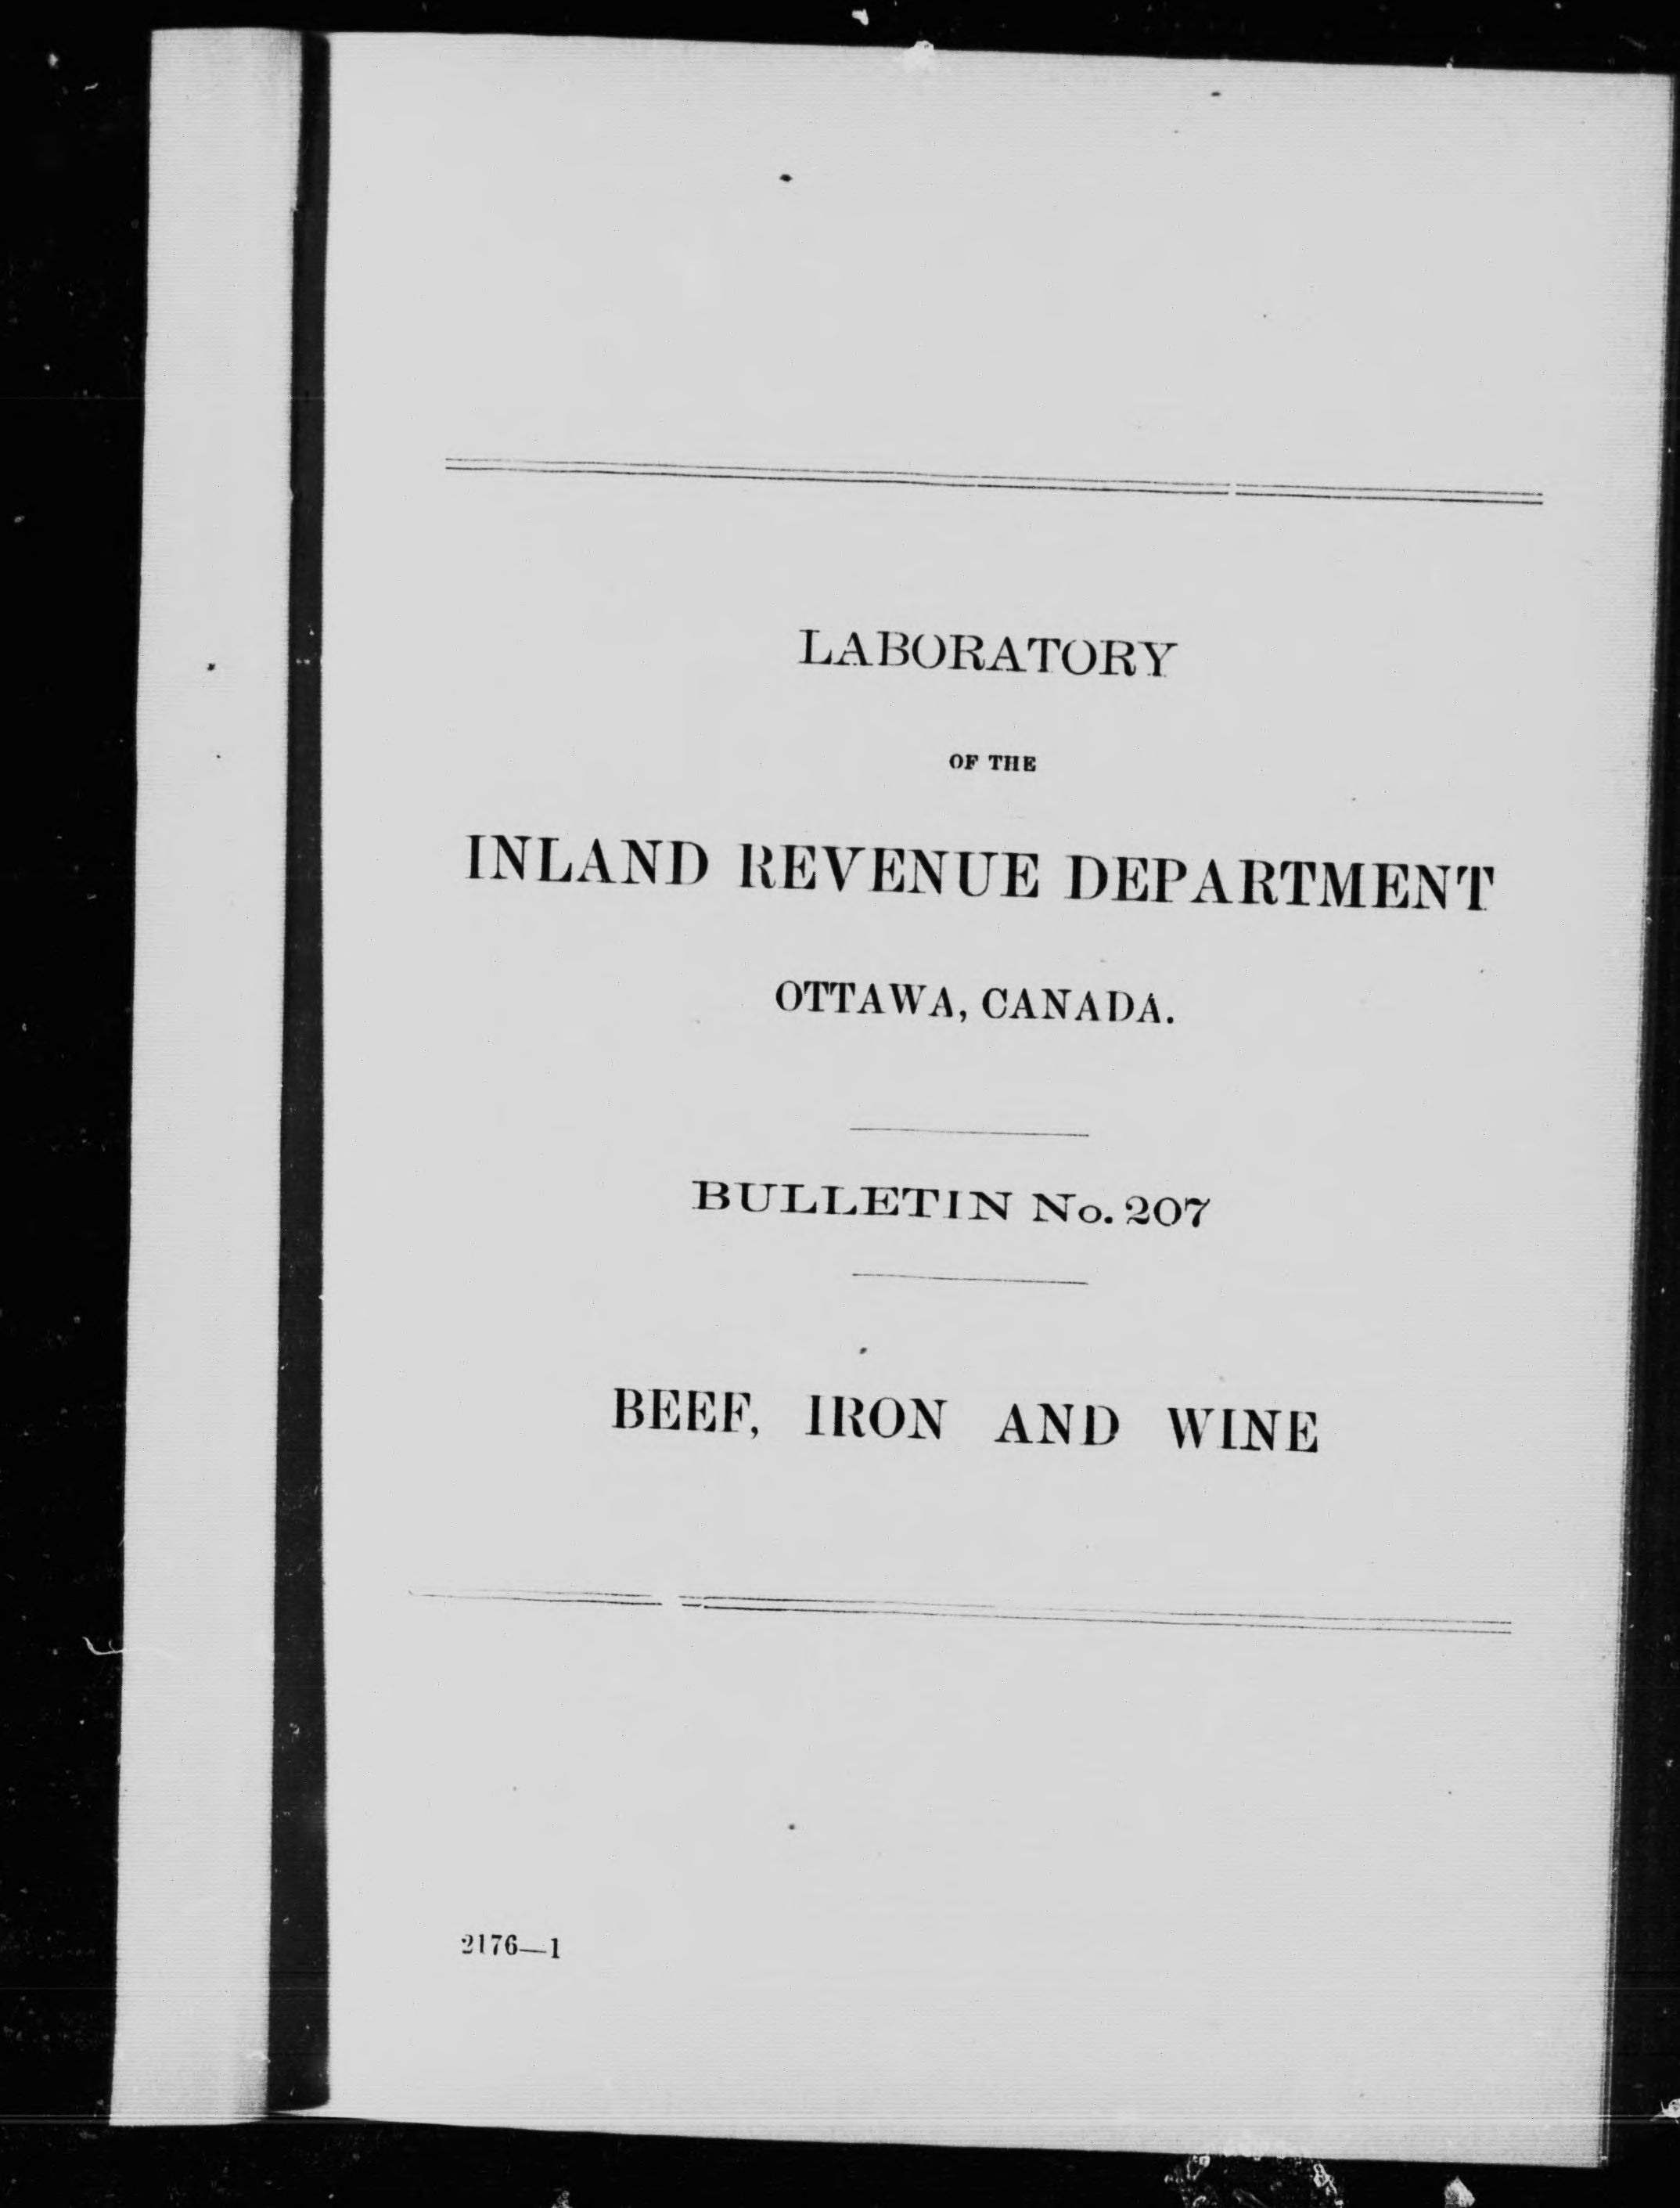 LABORATORY
OF THE
INLAND REVENUE DEPARTMENT
OTTAWA, CANADA.
BULLETIN No. 207
BEEF, IRON AND WINE
2176—1